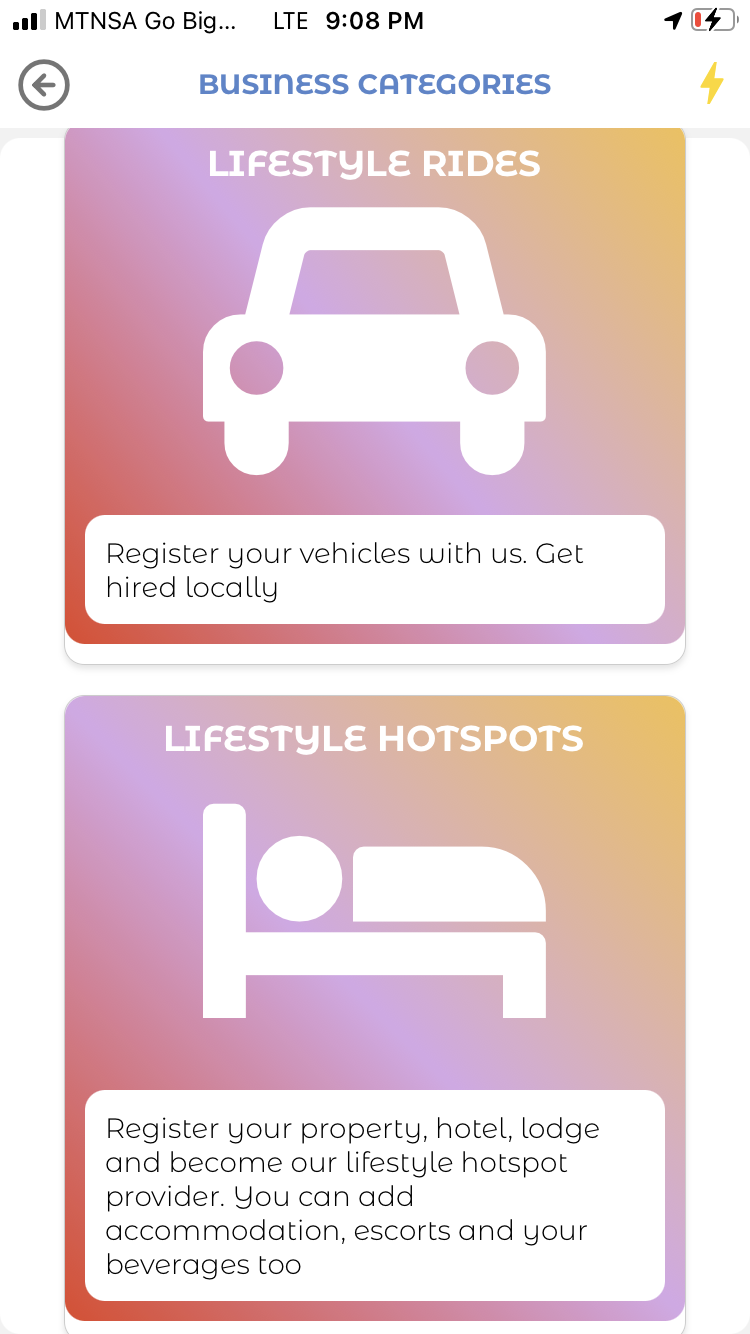 MTNSA Go Big... LTE 9:08 PM
BUSINESS CATEGORIES
LIFESTYLE RIDES
Register your vehicles with us. Get
hired locally
LIFESTYLE HOTSPOTS
Register your property, hotel, lodge
and become our lifestyle hotspot
provider. You can add
accommodation, escorts and your
beverages too